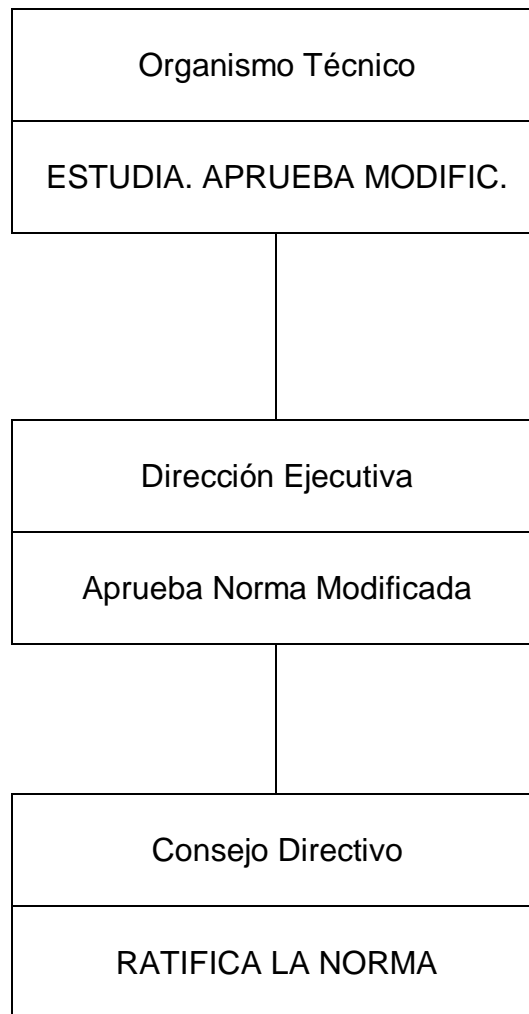 Organismo Técnico
ESTUDIA. APRUEBA MODIFIC.
Dirección Ejecutiva
Aprueba Norma Modificada
Consejo Directivo
RATIFICA LA NORMA